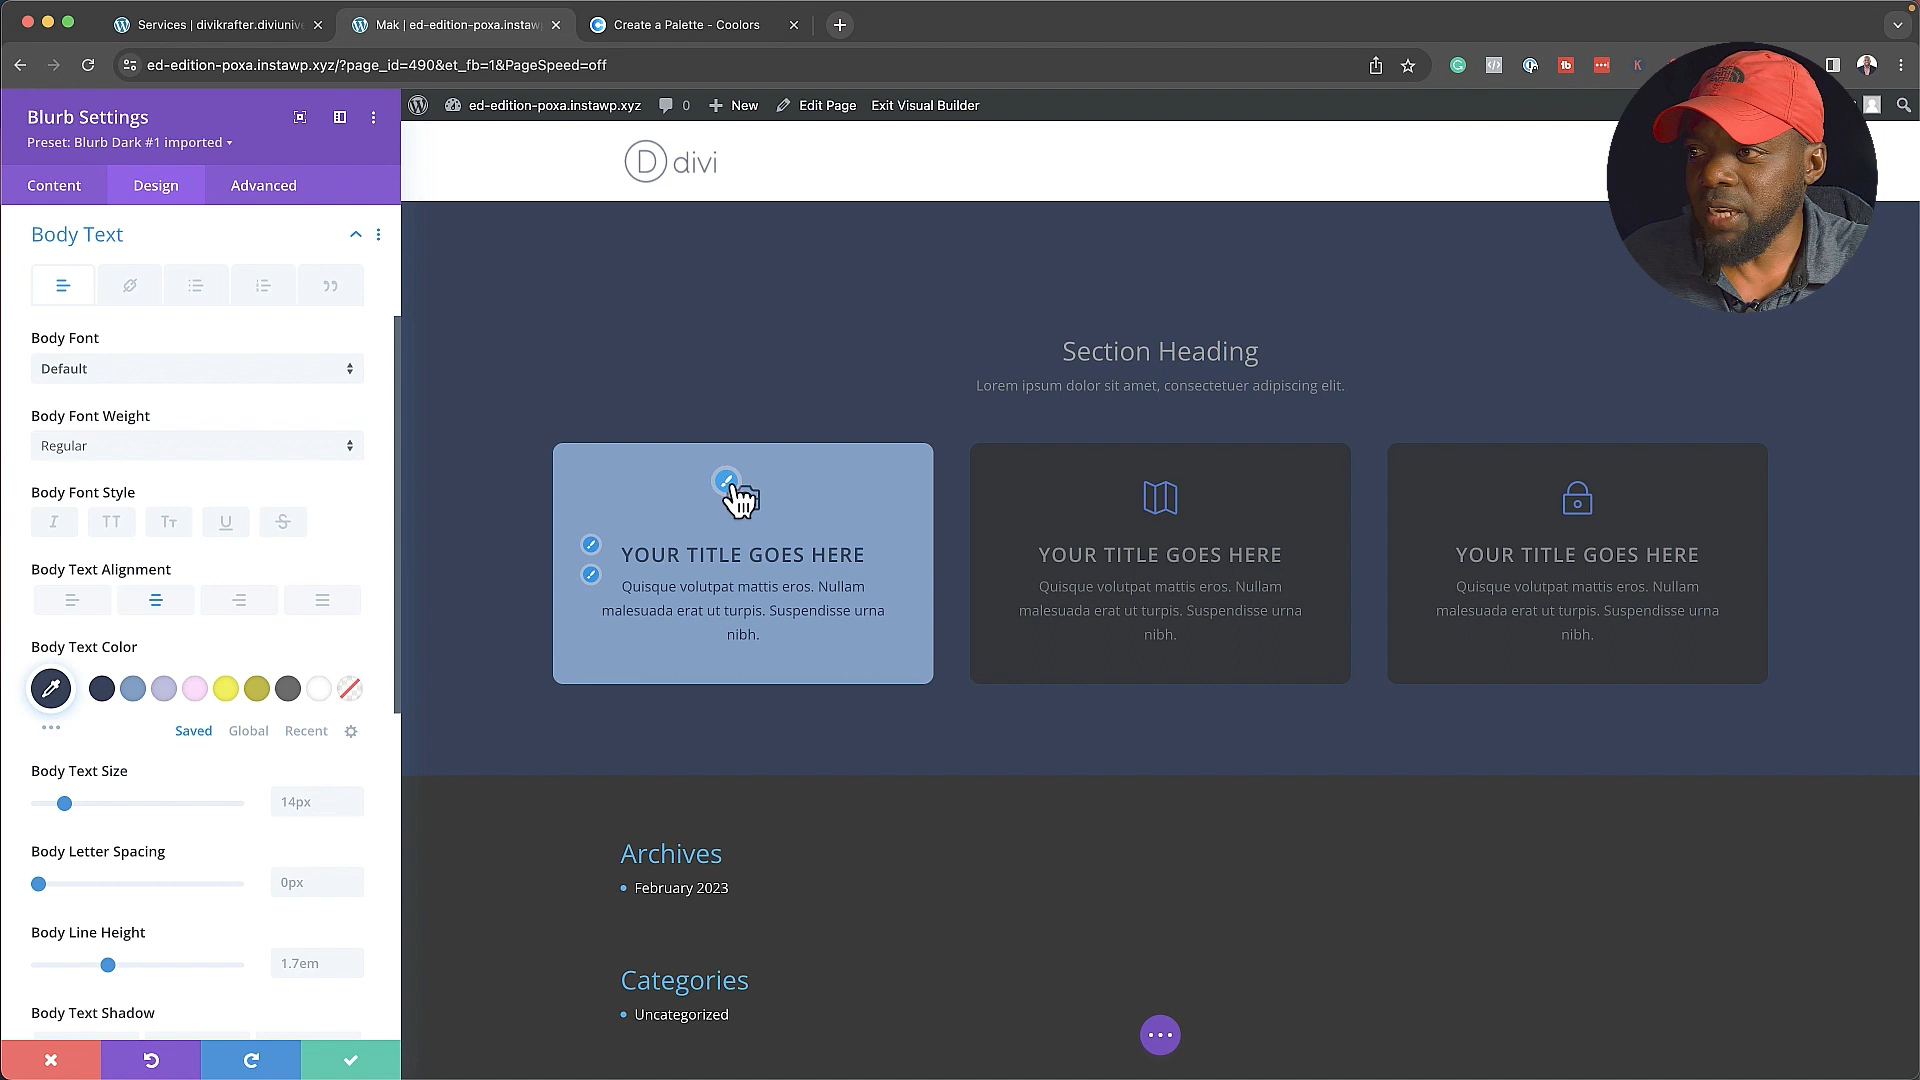 Services | divikrafter.diviunive
Mak | ed-edition-poxa.instaw
Create a Palette - Coolors
ed-edition-poxa.instawp.xyz/?page_id=490&et_fb=1&PageSpeed=off
Blurb Settings
Preset: Blurb Dark #1 imported
Content
Design
Advanced
ed-edition-poxa.instawp.xyz
0
New
Edit Page
Exit Visual Builder
D divi
Body Text
Body Font
Default
Body Font Weight
Regular
Body Font Style
I TT Tт U S
Body Text Alignment
Body Text Color
Saved
Global
Recent
Body Text Size
14px
Body Letter Spacing
0px
Body Line Height
1.7em
Body Text Shadow
Section Heading
Lorem ipsum dolor sit amet, consectetuer adipiscing elit.
YOUR TITLE GOES HERE
Quisque volutpat mattis eros. Nullam
malesuada erat ut turpis. Suspendisse urna
nibh.
YOUR TITLE GOES HERE
Quisque volutpat mattis eros. Nullam
malesuada erat ut turpis. Suspendisse urna
nibh.
YOUR TITLE GOES HERE
Quisque volutpat mattis eros. Nullam
malesuada erat ut turpis. Suspendisse urna
nibh.
Archives
February 2023
Categories
Uncategorized